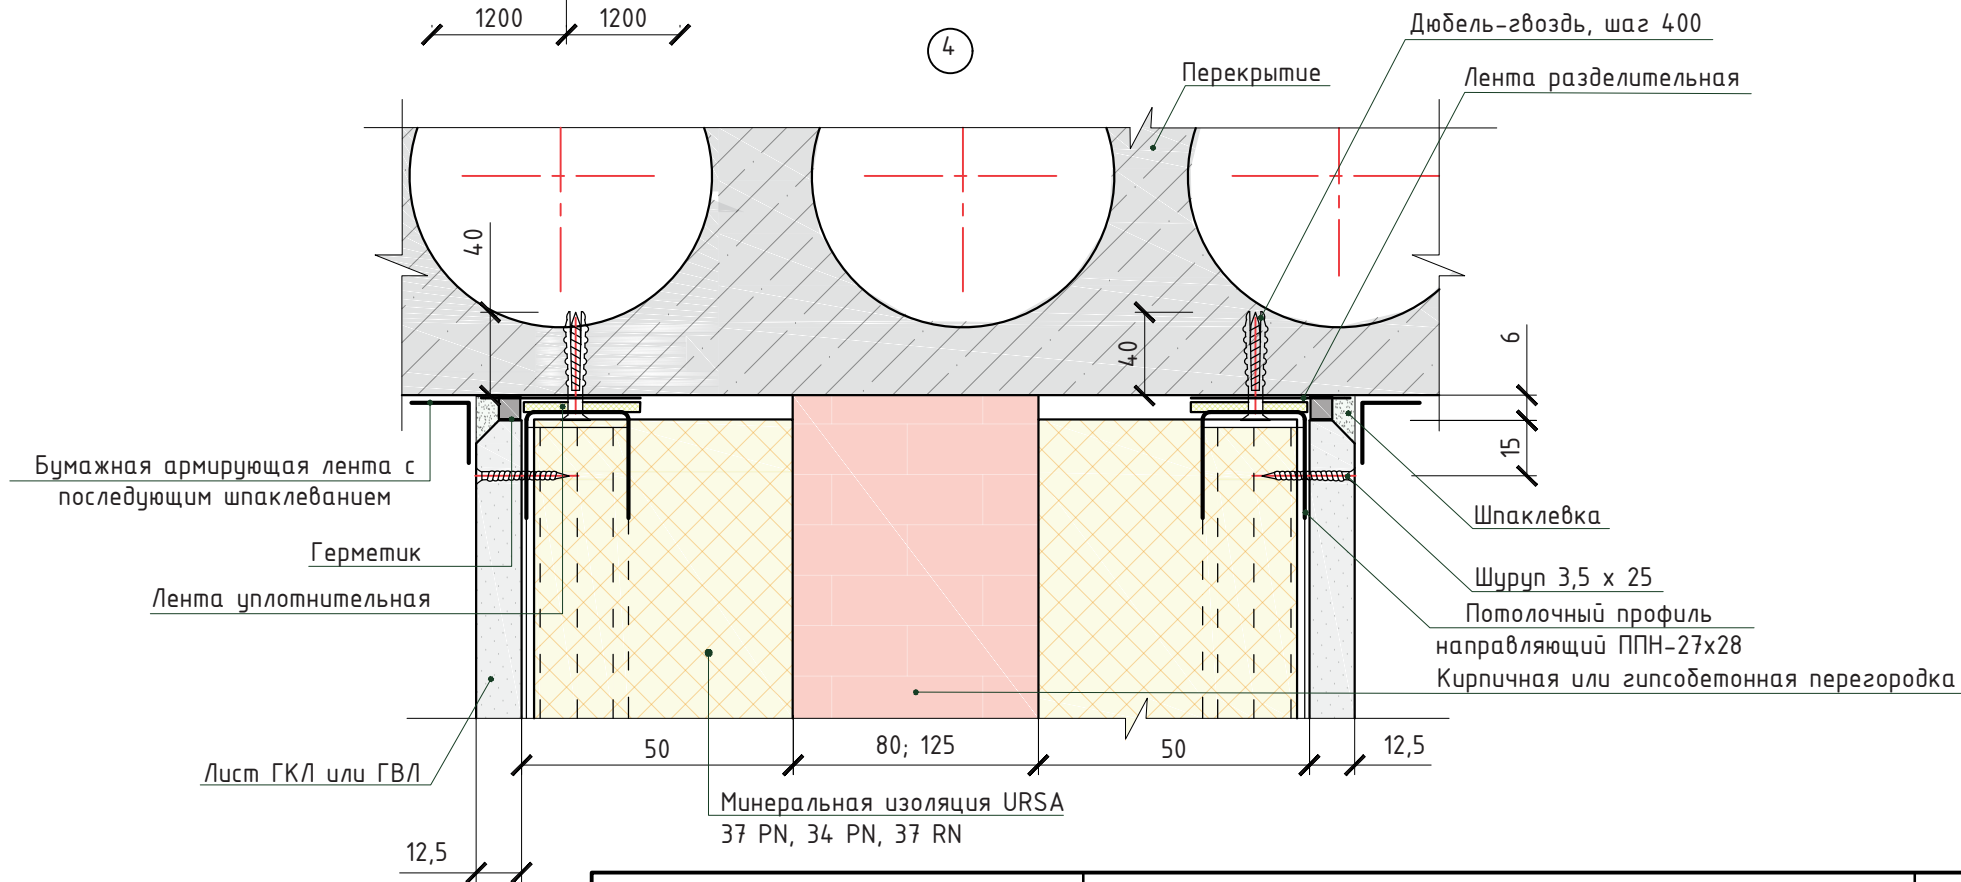 1200
1200
4
Дюбель-гвоздь, шаг 400
Лента разделительная
Перекрытие
40
40
6
15
Бумажная армирующая лента с
последующим шпаклеванием
Герметик
Лента уплотнительная
Шпаклевка
Шуруп 3,5 x 25
Потолочный профиль
направляющий ППН-27x28
Кирпичная или гипсобетонная перегородка
50
80; 125
50
12,5
Лист ГКЛ или ГВЛ
Минеральная изоляция URSA
37 PN, 34 PN, 37 RN
12,5